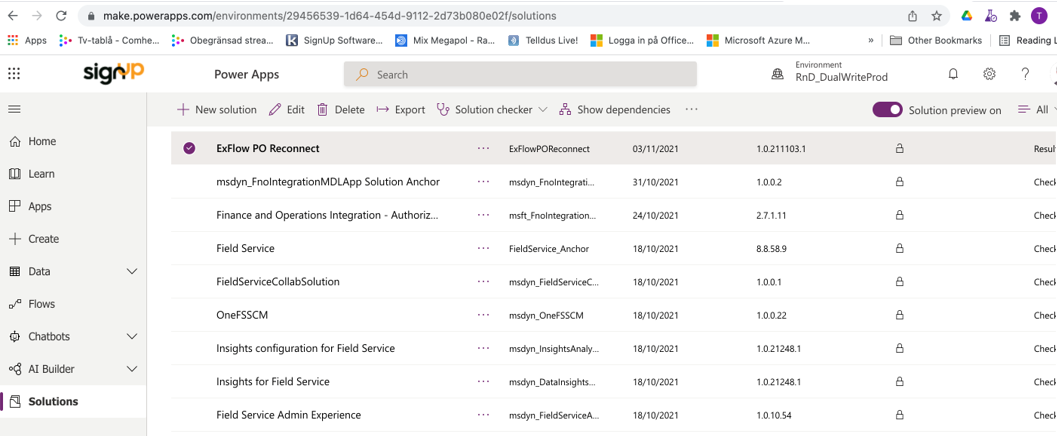 make.powerapps.com/environments/29456539-1d64-454d-9112-2d73b080e02f/solutions T
Apps Tv-tablå - Comhe... Obegränsad strea... SignUp Software... Mix Megapol - Ra... Telldus Live! Logga in på Office... Microsoft Azure M... » Other Bookmarks Reading L
signUP Power Apps Search Environment
RnD_DualWriteProd ?
New solution Edit Delete Export Solution checker Show dependencies ... Solution preview on All
Home
Learn
Apps
Create
Data
Flows
Chatbots
AI Builder
Solutions
ExFlow PO Reconnect ... ExFlowPOReconnect 03/11/2021 1.0.211103.1 Resul
msdyn_FnoIntegrationMDLApp Solution Anchor ... msdyn_FnoIntegrati... 31/10/2021 1.0.0.2 Check
Finance and Operations Integration - Authoriz... ... msft_FnoIntegration... 24/10/2021 2.7.1.11 Check
Field Service ... FieldService_Anchor 18/10/2021 8.8.58.9 Check
FieldServiceCollabSolution ... msdyn_FieldServiceC... 18/10/2021 1.0.0.1 Check
OneFSSCM ... msdyn_OneFSSCM 18/10/2021 1.0.0.22 Check
Insights configuration for Field Service ... msdyn_InsightsAnaly... 18/10/2021 1.0.21248.1 Check
Insights for Field Service ... msdyn_DataInsights... 18/10/2021 1.0.21248.1 Check
Field Service Admin Experience ... msdyn_FieldServiceA... 18/10/2021 1.0.10.54 Check